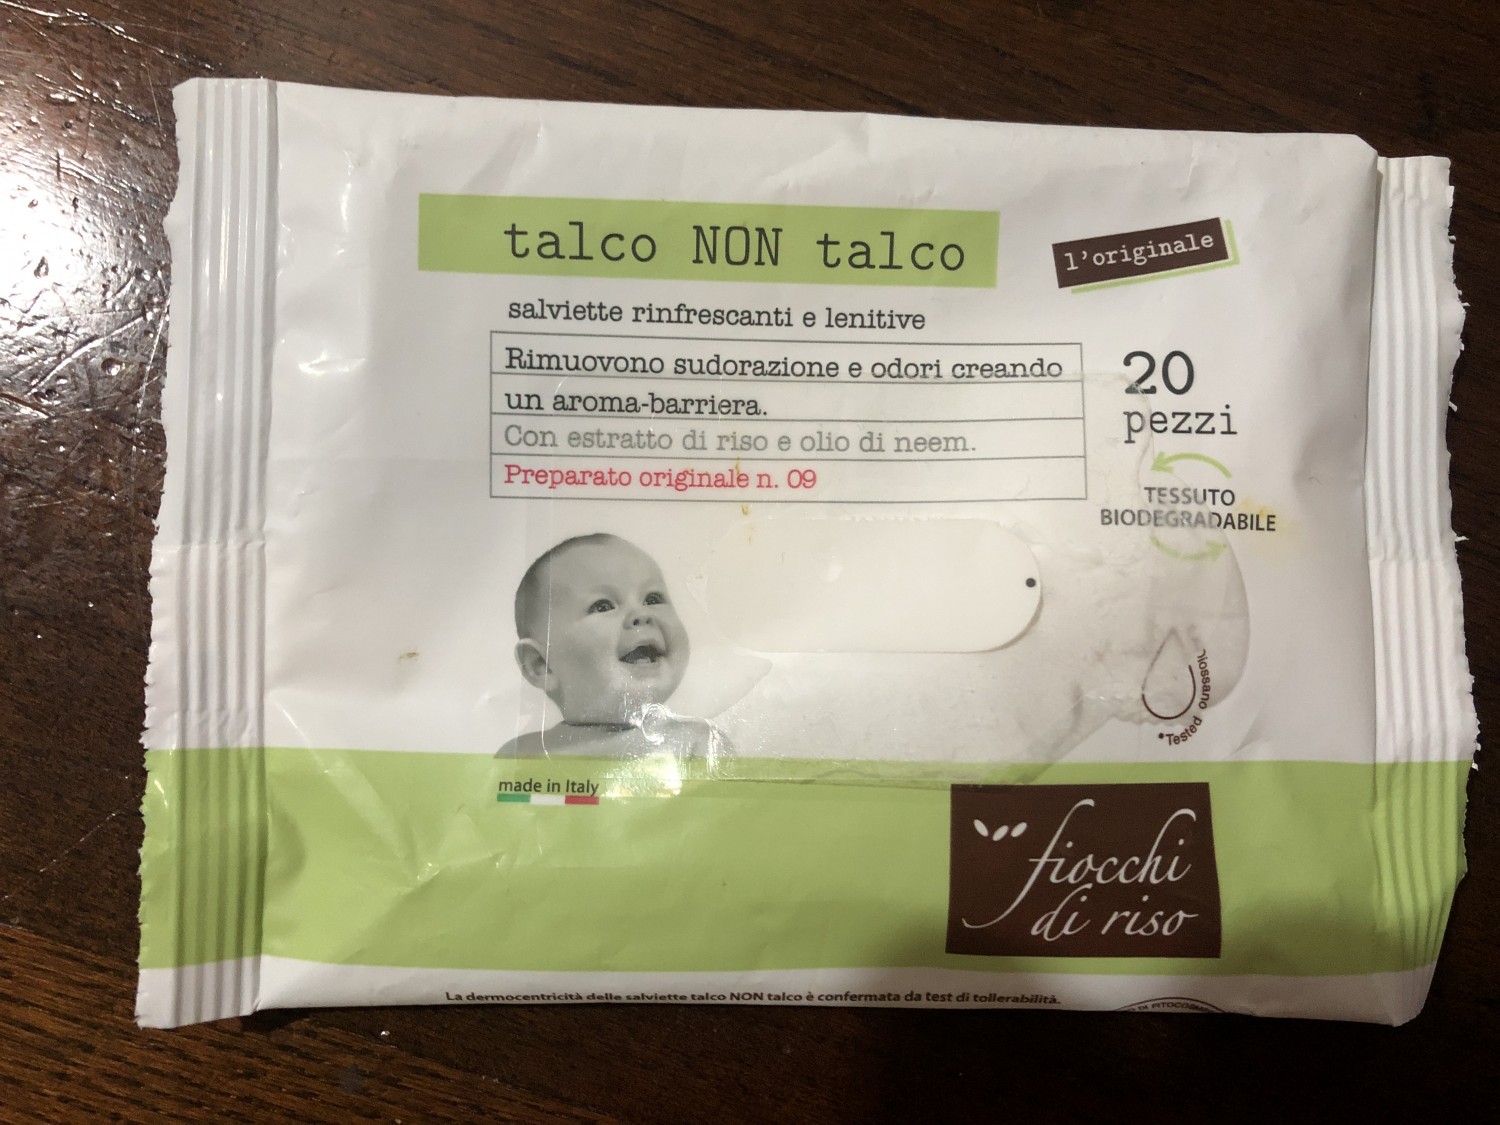 talco NON talco
l'originale
salviette rinfrescanti e lenitive
Rimuovono sudorazione e odori creando
un aroma-barriera.
Con estratto di riso e olio di neem.
Preparato originale n. 09
20
pezzi
TESSUTO
BIODEGRADABILE
*Tested
made in Italy
fiocchi
di riso
La dermocentricità delle salviette talco NON talco è confermata da test di tollerabilità.